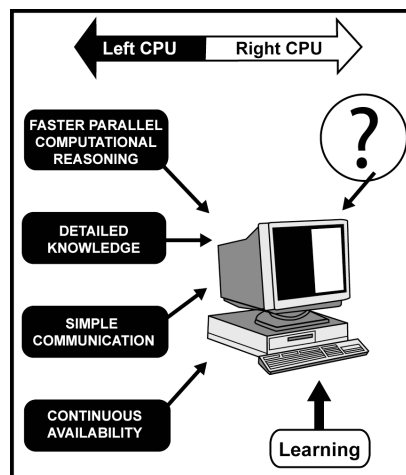 Left CPU Right CPU
FASTER PARALLEL
COMPUTATIONAL
REASONING
?
DETAILED
KNOWLEDGE
SIMPLE
COMMUNICATION
CONTINUOUS
AVAILABILITY
Learning